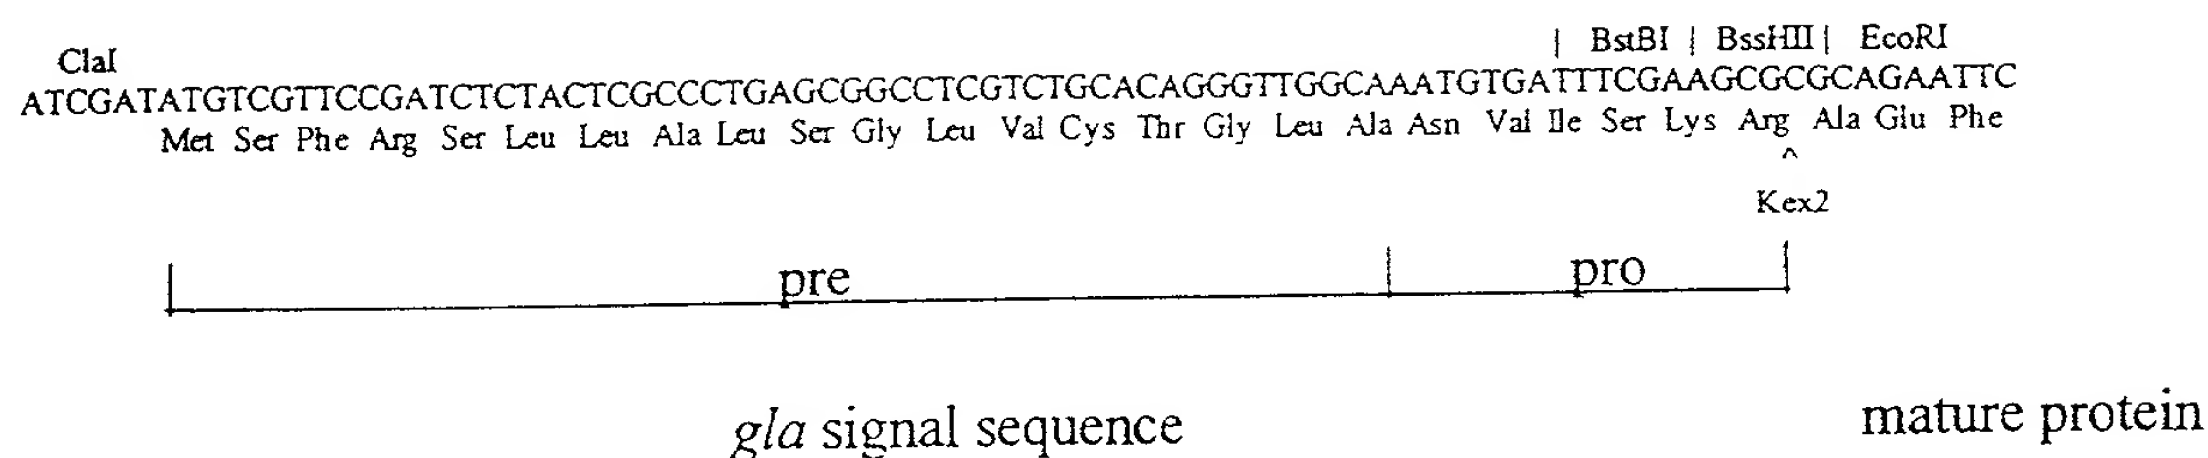 | BstBI | BssHII | EcoRI
ClaI
ATCGATATGTCGTTCCGATCTCTACTCGCCCTGAGCGGCCTCGTCTGCACAGGGTTGGCAAATGTGATTTCGAAGCGCGCAGAATTC
Met Ser Phe Arg Ser Leu Leu Ala Leu Ser Gly Leu Val Cys Thr Gly Leu Ala Asn Val Ile Ser Lys Arg Ala Glu Phe
^
Kex2
pre pro
gla signal sequence mature protein